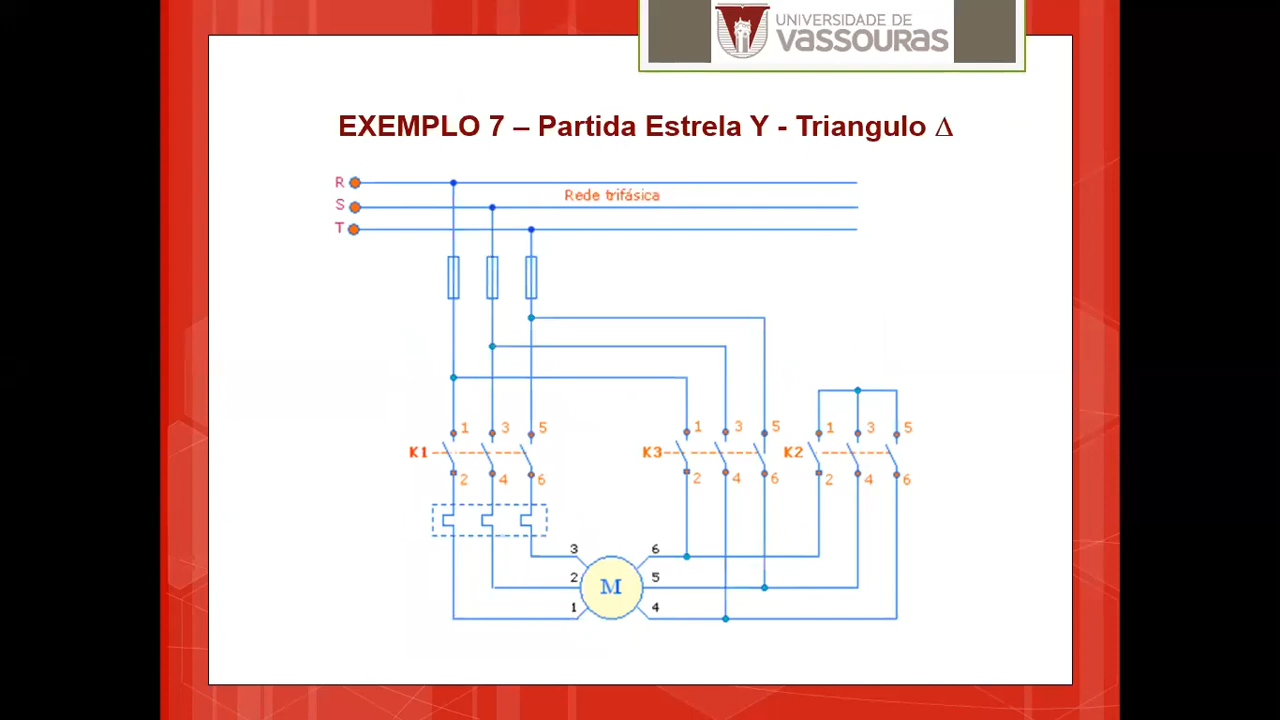 UNIVERSIDADE DE
VASSOURAS
EXEMPLO 7 – Partida Estrela Y - Triangulo Δ
R
Rede trifásica
S
T
1 3 5 1 3 5 1 3 5
K1 K3 K2
2 4 6 2 4 6 2 4 6
3 6
2 M 5
1 4